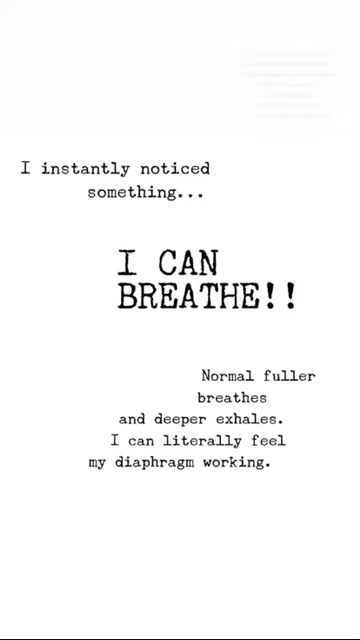 I instantly noticed
something...
I CAN
BREATHE!!
Normal fuller
breathes
and deeper exhales.
I can literally feel
my diaphragm working.